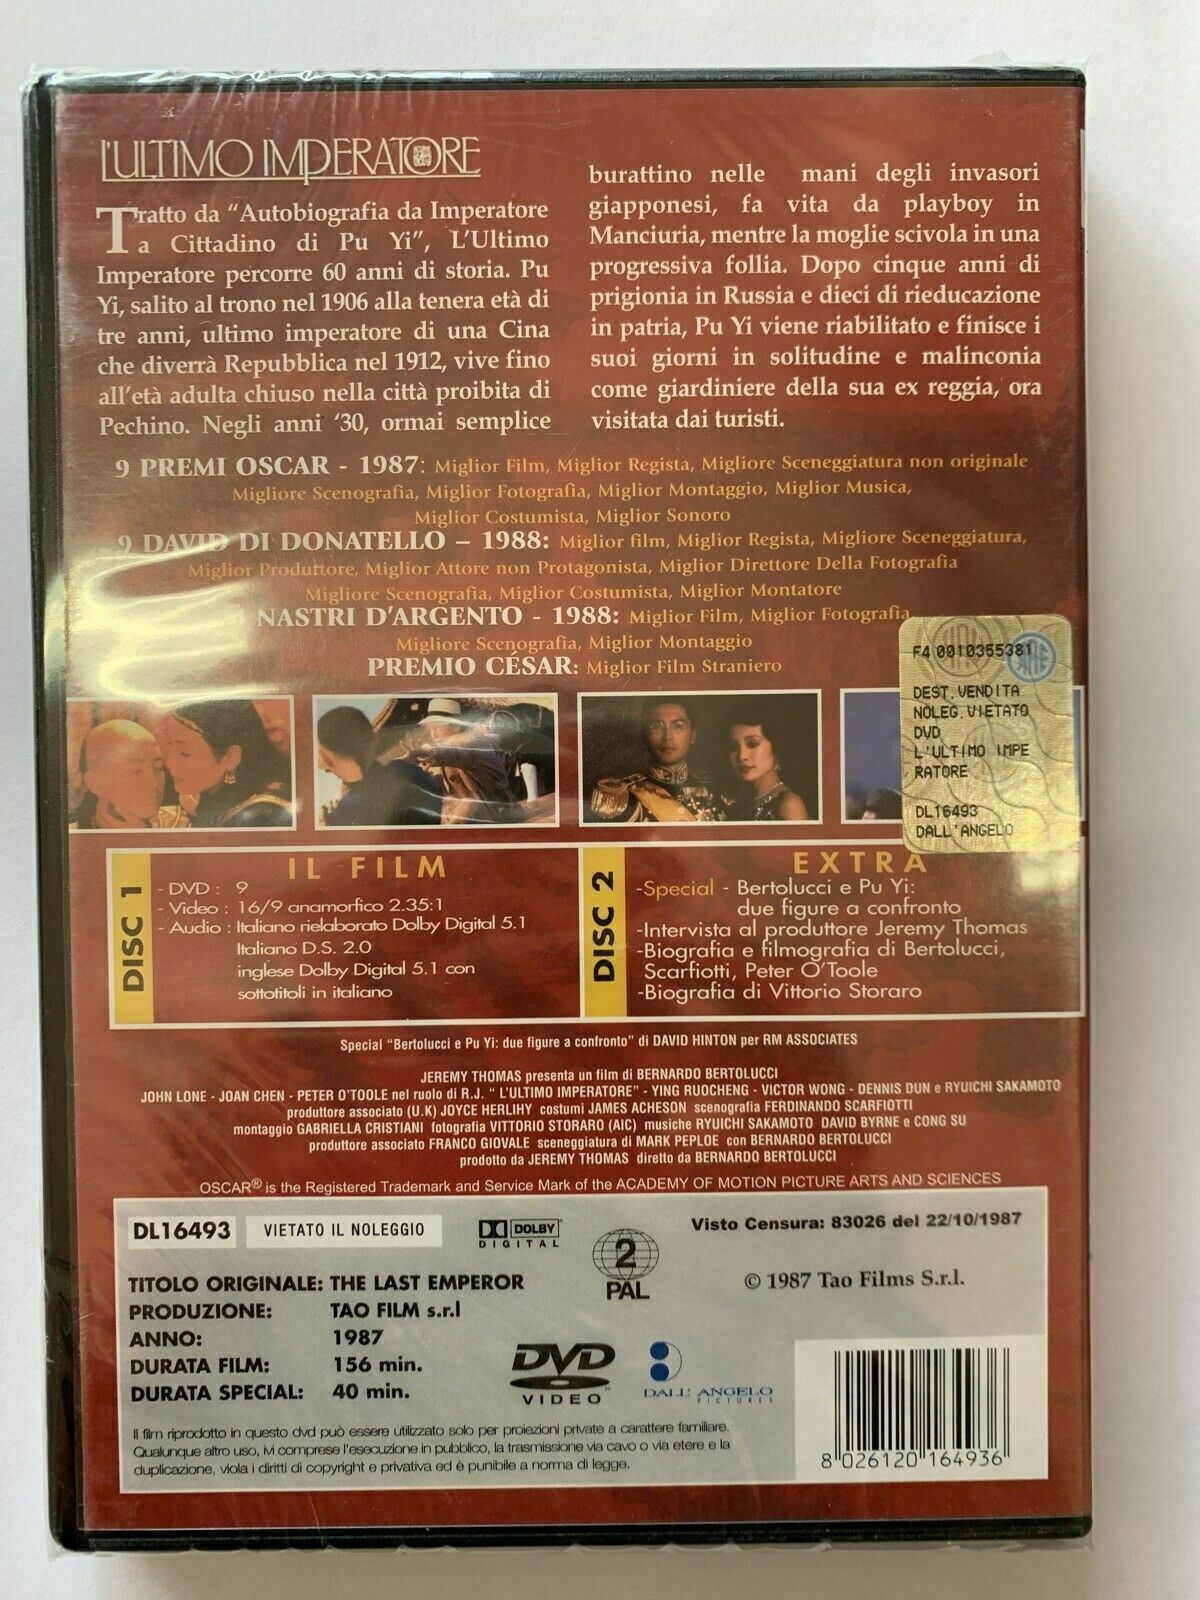 L'ULTIMO IMPERATORE
Tratto da “Autobiografia da Imperatore
a Cittadino di Pu Yi”, L’Ultimo
Imperatore percorre 60 anni di storia. Pu
Yi, salito al trono nel 1906 alla tenera età di
tre anni, ultimo imperatore di una Cina
che diverrà Repubblica nel 1912, vive fino
all’età adulta chiuso nella città proibita di
Pechino. Negli anni ‘30, ormai semplice
burattino nelle mani degli invasori
giapponesi, fa vita da playboy in
Manciuria, mentre la moglie scivola in una
progressiva follia. Dopo cinque anni di
prigionia in Russia e dieci di rieducazione
in patria, Pu Yi viene riabilitato e finisce i
suoi giorni in solitudine e malinconia
come giardiniere della sua ex reggia, ora
visitata dai turisti.
9 PREMI OSCAR - 1987: Miglior Film, Miglior Regista, Migliore Sceneggiatura non originale
Migliore Scenografia, Miglior Fotografia, Miglior Montaggio, Miglior Musica,
Miglior Costumista, Miglior Sonoro
9 DAVID DI DONATELLO – 1988: Miglior film, Miglior Regista, Migliore Sceneggiatura,
Miglior Produttore, Miglior Attore non Protagonista, Miglior Direttore Della Fotografia
Migliore Scenografia, Miglior Costumista, Miglior Montatore
NASTRI D’ARGENTO - 1988: Miglior Film, Miglior Fotografia,
Migliore Scenografia, Miglior Montaggio
PREMIO CÉSAR: Miglior Film Straniero
F4 0010355381
DEST.VENDITA
NOLEG.VIETATO
DVD
L'ULTIMO IMPE
RATORE
DL16493
DALL'ANGELO
DISC 1
IL FILM
- DVD : 9
- Video : 16/9 anamorfico 2.35:1
- Audio : Italiano rielaborato Dolby Digital 5.1
Italiano D.S. 2.0
inglese Dolby Digital 5.1 con
sottotitoli in italiano
DISC 2
EXTRA
-Special - Bertolucci e Pu Yi:
due figure a confronto
-Intervista al produttore Jeremy Thomas
-Biografia e filmografia di Bertolucci,
Scarfiotti, Peter O’Toole
-Biografia di Vittorio Storaro
Special “Bertolucci e Pu Yi: due figure a confronto” di DAVID HINTON per RM ASSOCIATES
JEREMY THOMAS presenta un film di BERNARDO BERTOLUCCI
JOHN LONE - JOAN CHEN - PETER O’TOOLE nel ruolo di R.J. “ L’ULTIMO IMPERATORE” - YING RUOCHENG - VICTOR WONG - DENNIS DUN e RYUICHI SAKAMOTO
produttore associato (U.K) JOYCE HERLIHY costumi JAMES ACHESON scenografia FERDINANDO SCARFIOTTI
montaggio GABRIELLA CRISTIANI fotografia VITTORIO STORARO (AIC) musiche RYUICHI SAKAMOTO DAVID BYRNE e CONG SU
produttore associato FRANCO GIOVALE sceneggiatura di MARK PEPLOE con BERNARDO BERTOLUCCI
prodotto da JEREMY THOMAS diretto da BERNARDO BERTOLUCCI
OSCAR® is the Registered Trademark and Service Mark of the ACADEMY OF MOTION PICTURE ARTS AND SCIENCES
DL16493 VIETATO IL NOLEGGIO
DOLBY
DIGITAL
2
PAL
Visto Censura: 83026 del 22/10/1987
© 1987 Tao Films S.r.l.
TITOLO ORIGINALE: THE LAST EMPEROR
PRODUZIONE: TAO FILM s.r.l
ANNO: 1987
DURATA FILM: 156 min.
DURATA SPECIAL: 40 min.
DVD
VIDEO
DALL' ANGELO
PICTURES
Il film riprodotto in questo dvd può essere utilizzato solo per proiezioni private a carattere familiare.
Qualunque altro uso, ivi comprese l’esecuzione in pubblico, la trasmissione via cavo o via etere e la
duplicazione, viola i diritti di copyright e privativa ed è punibile a norma di legge.
8 026120 164936